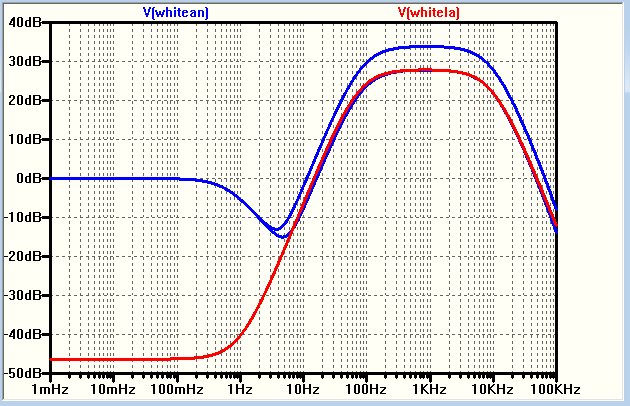 V(whitean) V(whitela)
40dB
30dB
20dB
10dB
0dB
-10dB
-20dB
-30dB
-40dB
-50dB
1mHz 10mHz 100mHz 1Hz 10Hz 100Hz 1KHz 10KHz 100KHz